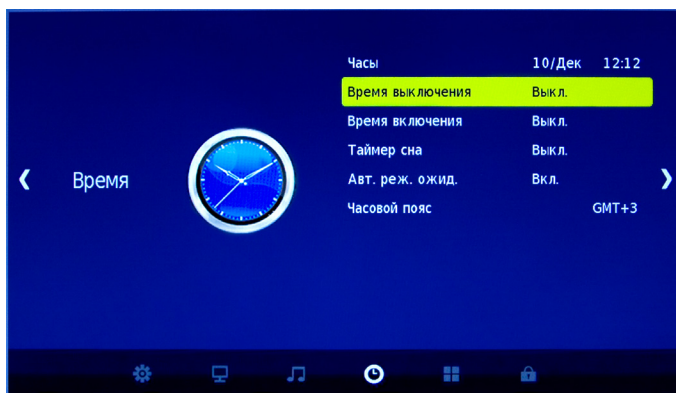 Время
Часы 10/Дек 12:12
Время выключения Выкл.
Время включения Выкл.
Таймер сна Выкл.
Авт. реж. ожид. Вкл.
Часовой пояс GMT+3